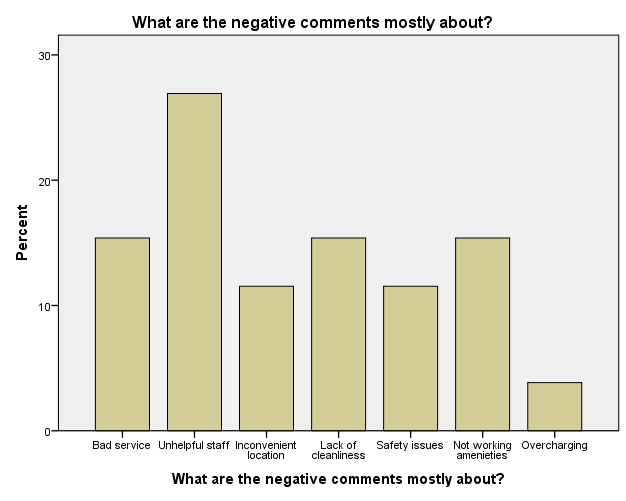 What are the negative comments mostly about?
Percent
30
20
10
0
Bad service
Unhelpful staff
Inconvenient
location
Lack of
cleanliness
Safety issues
Not working
amenieties
Overcharging
What are the negative comments mostly about?